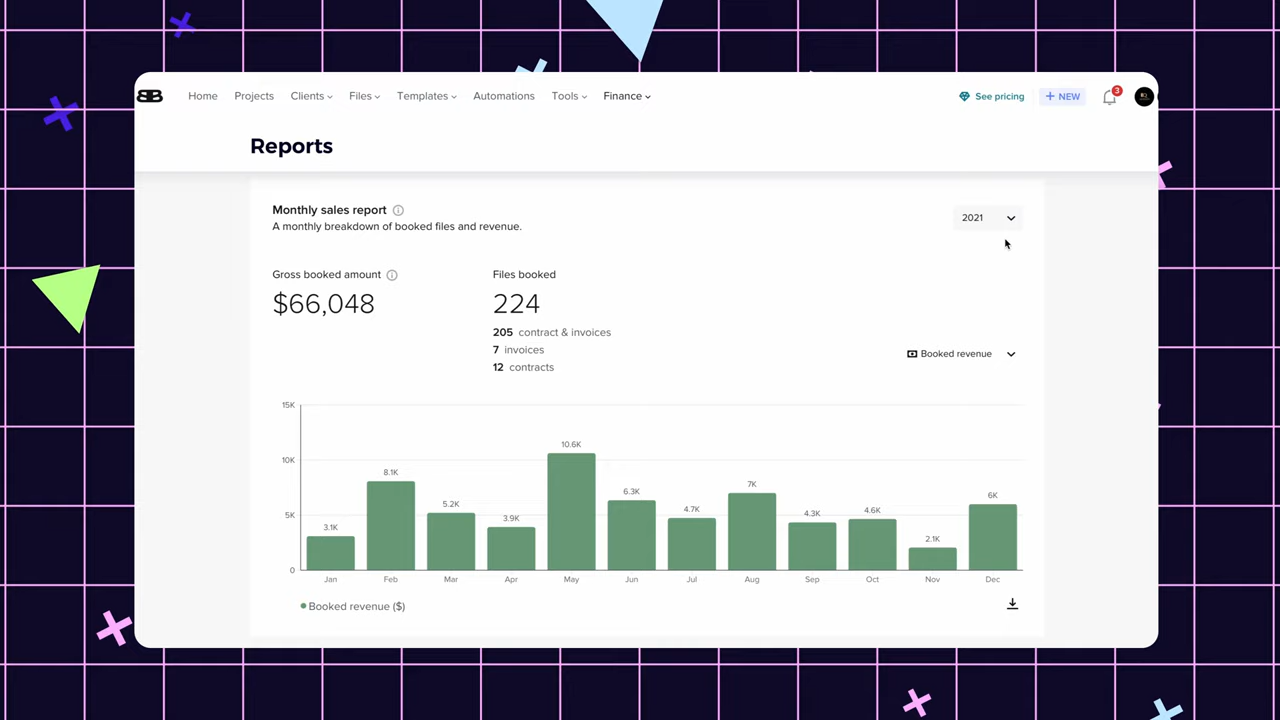 Home Projects Clients Files Templates Automations Tools Finance See pricing + NEW 3
Reports
Monthly sales report
A monthly breakdown of booked files and revenue.
2021
Gross booked amount
$66,048
Files booked
224
205 contract & invoices
7 invoices
12 contracts
Booked revenue
15K
10K
5K
0
3.1K
8.1K
5.2K
3.9K
10.6K
6.3K
4.7K
7K
4.3K
4.6K
2.1K
6K
Jan Feb Mar Apr May Jun Jul Aug Sep Oct Nov Dec
Booked revenue ($)